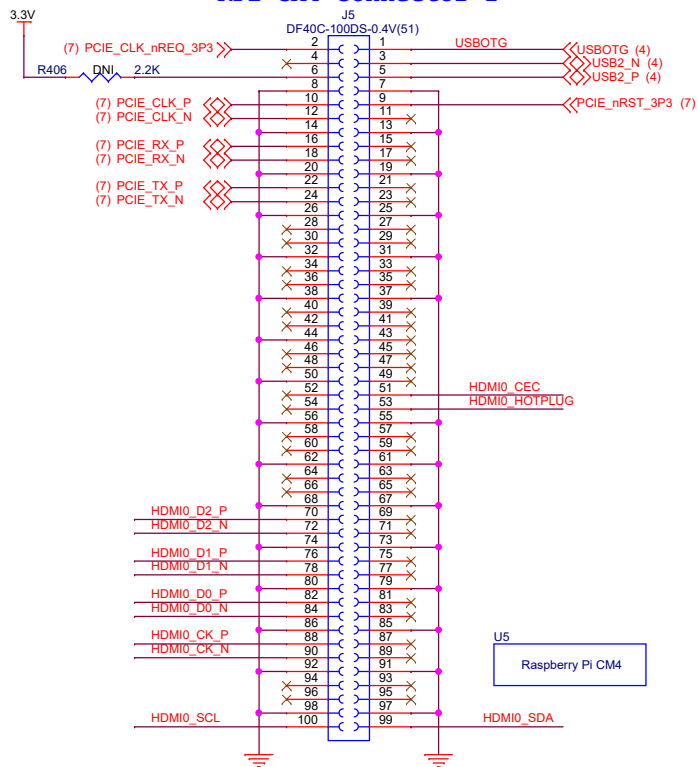 3.3V
J5
DF40C-100DS-0.4V(51)
(7) PCIE_CLK_nREQ_3P3 2 1 USBOTG USBOTG (4)
4 3 USB2_N (4)
R406 DNI 2.2K 6 5 USB2_P (4)
8 7
(7) PCIE_CLK_P 10 9 PCIE_nRST_3P3 (7)
(7) PCIE_CLK_N 12 11
14 13
(7) PCIE_RX_P 16 15
(7) PCIE_RX_N 18 17
20 19
(7) PCIE_TX_P 22 21
(7) PCIE_TX_N 24 23
26 25
28 27
30 29
32 31
34 33
36 35
38 37
40 39
42 41
44 43
46 45
48 47
50 49
52 51 HDMI0_CEC
54 53 HDMI0_HOTPLUG
56 55
58 57
60 59
62 61
64 63
66 65
68 67
HDMI0_D2_P 70 69
HDMI0_D2_N 72 71
74 73
HDMI0_D1_P 76 75
HDMI0_D1_N 78 77
80 79
HDMI0_D0_P 82 81
HDMI0_D0_N 84 83
86 85
HDMI0_CK_P 88 87
HDMI0_CK_N 90 89
92 91
94 93
96 95
98 97
HDMI0_SCL 100 99 HDMI0_SDA
U5
Raspberry Pi CM4